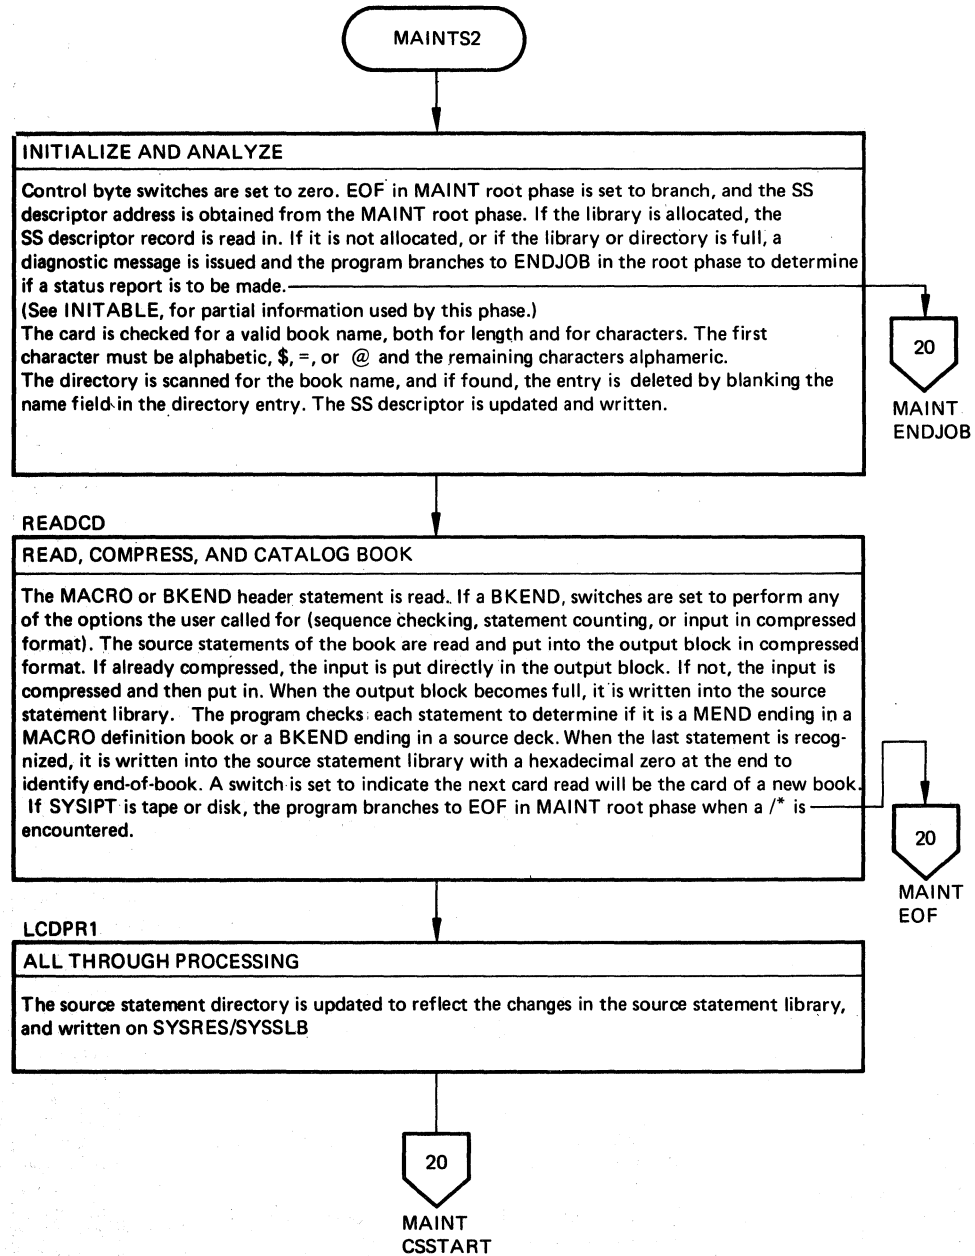 MAINTS2
INITIALIZE AND ANALYZE
Control byte switches are set to zero. EOF in MAINT root phase is set to branch, and the SS
descriptor address is obtained from the MAINT root phase. If the library is allocated, the
SS descriptor record is read in. If it is not allocated, or if the library or directory is full, a
diagnostic message is issued and the program branches to ENDJOB in the root phase to determine
if a status report is to be made.
(See INITABLE, for partial information used by this phase.)
The card is checked for a valid book name, both for length and for characters. The first
character must be alphabetic, $, =, or @ and the remaining characters alphameric.
The directory is scanned for the book name, and if found, the entry is deleted by blanking the
name field in the directory entry. The SS descriptor is updated and written.
20
MAINT
ENDJOB
READCD
READ, COMPRESS, AND CATALOG BOOK
The MACRO or BKEND header statement is read. If a BKEND, switches are set to perform any
of the options the user called for (sequence checking, statement counting, or input in compressed
format). The source statements of the book are read and put into the output block in compressed
format. If already compressed, the input is put directly in the output block. If not, the input is
compressed and then put in. When the output block becomes full, it is written into the source
statement library. The program checks each statement to determine if it is a MEND ending in a
MACRO definition book or a BKEND ending in a source deck. When the last statement is recog-
nized, it is written into the source statement library with a hexadecimal zero at the end to
identify end-of-book. A switch is set to indicate the next card read will be the card of a new book.
If SYSIPT is tape or disk, the program branches to EOF in MAINT root phase when a /* is
encountered.
20
MAINT
EOF
LCDPR1
ALL THROUGH PROCESSING
The source statement directory is updated to reflect the changes in the source statement library,
and written on SYSRES/SYSSLB
20
MAINT
CSSTART